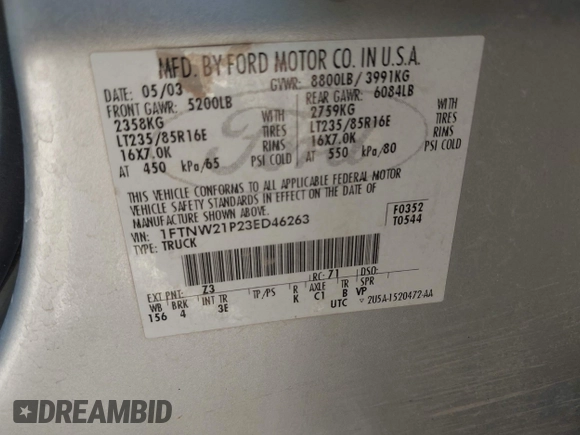 MFD. BY FORD MOTOR CO. IN U.S.A.
DATE: 05/03 GVWR: 8800LB/ 3991KG
FRONT GAWR: 5200LB REAR GAWR: 6084LB
2358KG WITH 2759KG WITH
LT235/85R16E TIRES LT235/85R16E TIRES
16X7.0K RIMS 16X7.0K RIMS
AT 450 kPa/65 PSI COLD AT 550 kPa/80 PSI COLD
THIS VEHICLE CONFORMS TO ALL APPLICABLE FEDERAL MOTOR
VEHICLE SAFETY STANDARDS IN EFFECT ON THE DATE OF
MANUFACTURE SHOWN ABOVE.
VIN: 1FTNW21P23ED46263 F0352
TYPE: TRUCK T0544
EXT PNT: Z3 RC: 71 DSO:
WB BRK INT TR TP/PS R AXLE TR SPR
156 4 3E K C1 B VP
UTC 2U5A-1520472-AA
Ford
DREAMBID